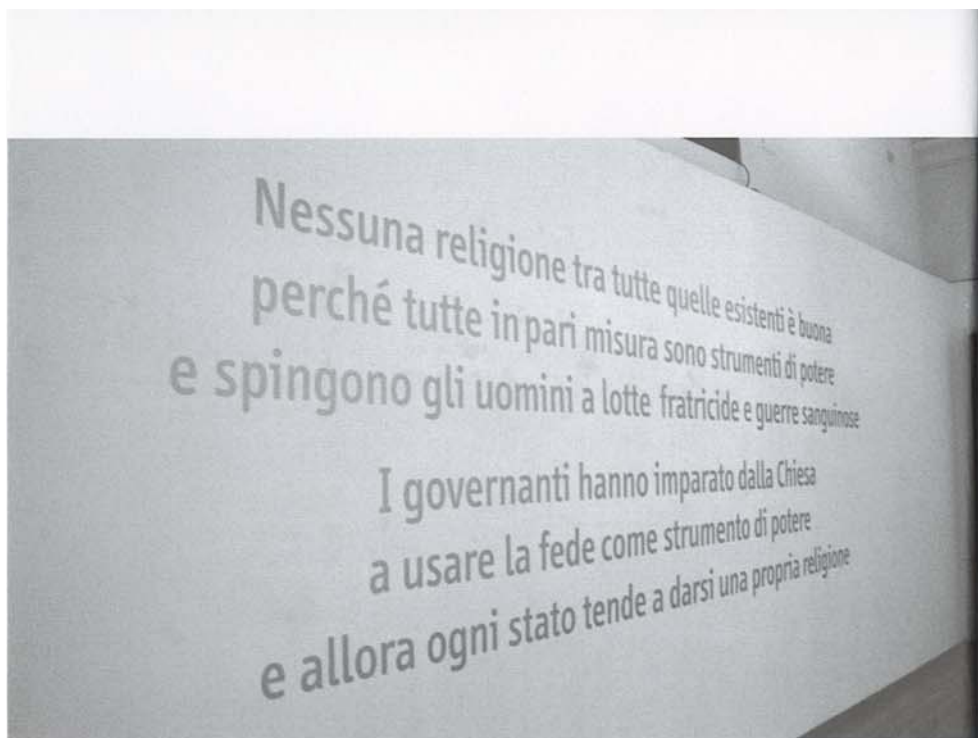 Nessuna religione tra tutte quelle esistenti è buona
perché tutte in pari misura sono strumenti di potere
e spingono gli uomini a lotte fratricide e guerre sanguinose
I governanti hanno imparato dalla Chiesa
a usare la fede come strumento di potere
e allora ogni stato tende a darsi una propria religione